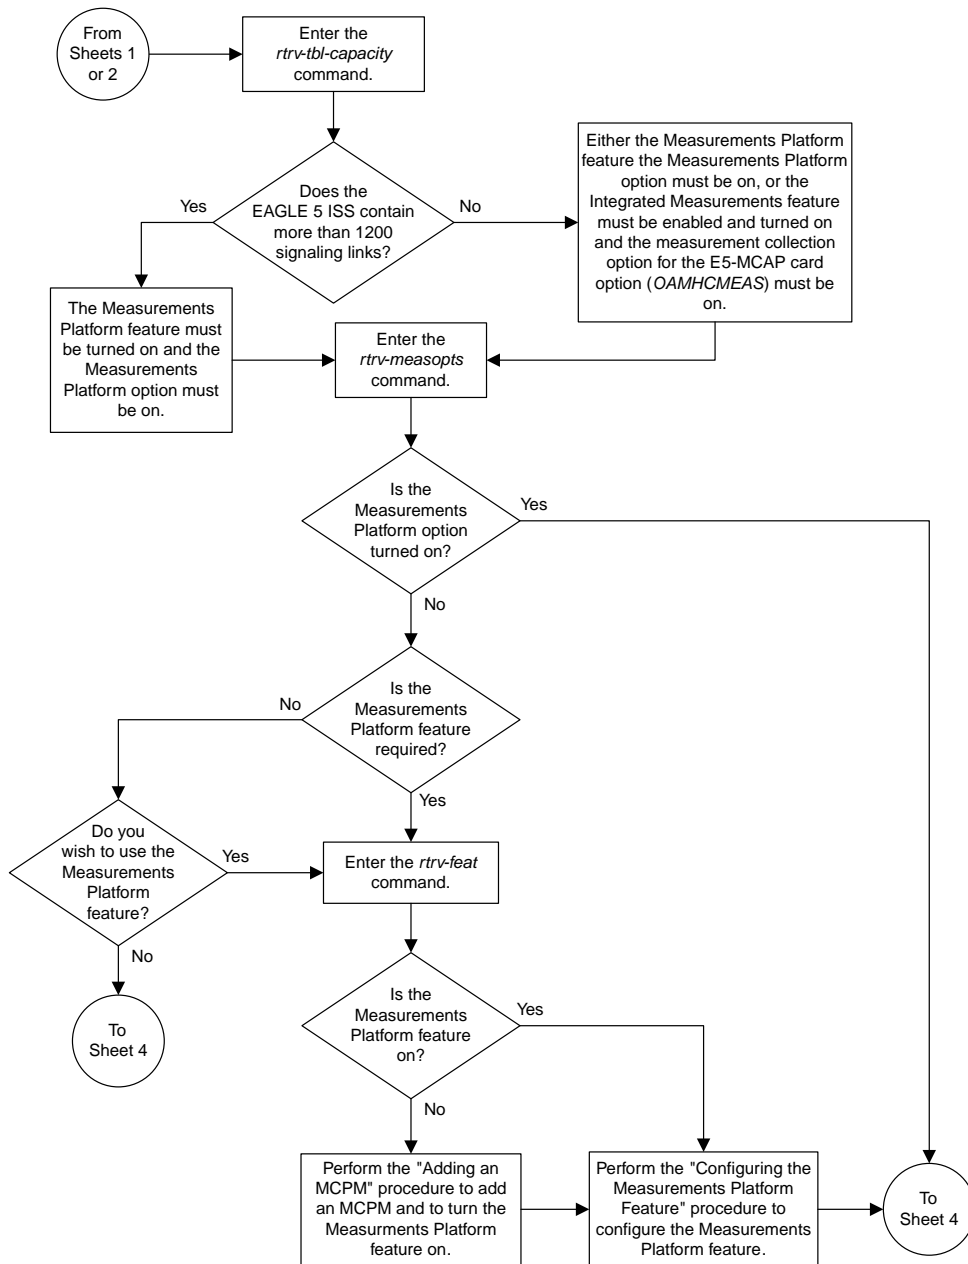 From
Sheets 1
or 2
Enter the
rtrv-tbl-capacity
command.
Does the
EAGLE 5 ISS contain
more than 1200
signaling links?
Yes
No
Either the Measurements Platform
feature the Measurements Platform
option must be on, or the
Integrated Measurements feature
must be enabled and turned on
and the measurement collection
option for the E5-MCAP card
option (OAMHCMEAS) must be
on.
The Measurements
Platform feature must
be turned on and the
Measurements
Platform option must
be on.
Enter the
rtrv-measopts
command.
Is the
Measurements
Platform option
turned on?
Yes
No
Is the
Measurements
Platform feature
required?
No
Yes
Do you
wish to use the
Measurements
Platform
feature?
Yes
No
Enter the rtrv-feat
command.
To
Sheet 4
Is the
Measurements
Platform feature
on?
Yes
No
Perform the "Adding an
MCPM" procedure to add
an MCPM and to turn the
Measurments Platform
feature on.
Perform the "Configuring the
Measurements Platform
Feature" procedure to
configure the Measurements
Platform feature.
To
Sheet 4